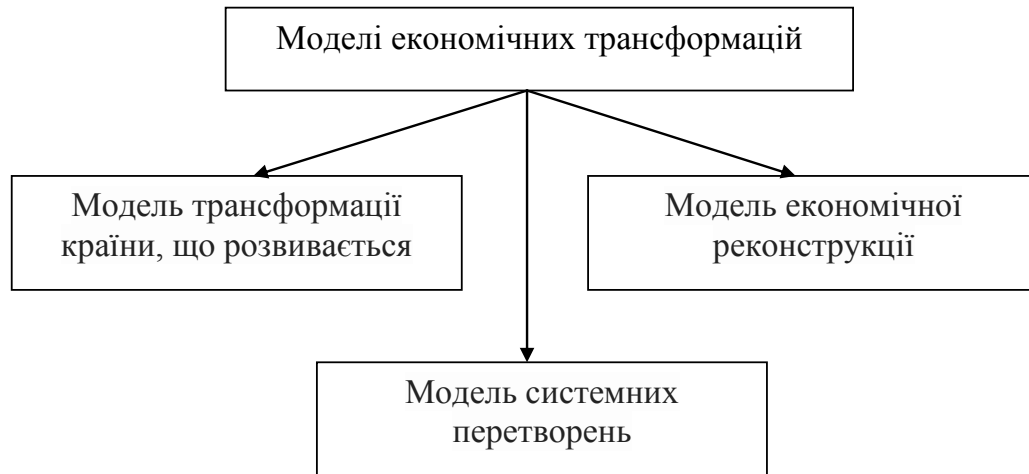 Моделі економічних трансформацій
Модель трансформації
країни, що розвивається
Модель економічної
реконструкції
Модель системних
перетворень